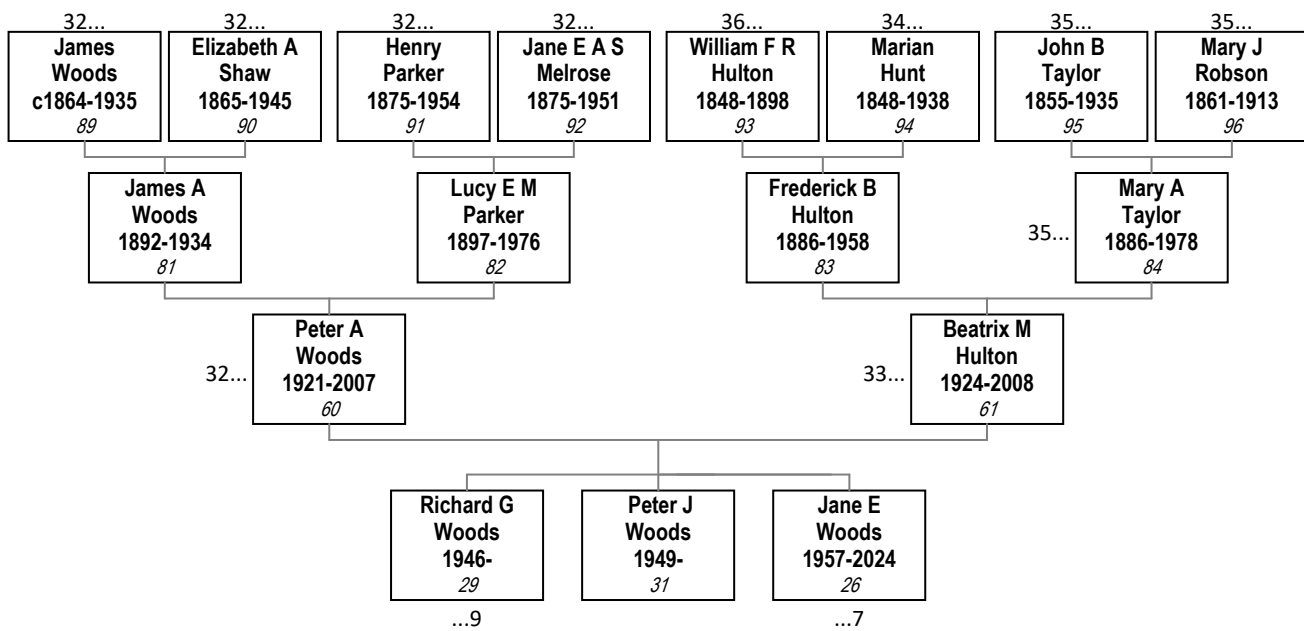 32...
32...
32...
32...
36...
34...
35...
35...
James
Woods
c1864-1935
89
Elizabeth A
Shaw
1865-1945
90
Henry
Parker
1875-1954
91
Jane E A S
Melrose
1875-1951
92
William F R
Hulton
1848-1898
93
Marian
Hunt
1848-1938
94
John B
Taylor
1855-1935
95
Mary J
Robson
1861-1913
96
James A
Woods
1892-1934
81
Lucy E M
Parker
1897-1976
82
Frederick B
Hulton
1886-1958
83
35...
Mary A
Taylor
1886-1978
84
32...
Peter A
Woods
1921-2007
60
33...
Beatrix M
Hulton
1924-2008
61
Richard G
Woods
1946-
29
Peter J
Woods
1949-
31
Jane E
Woods
1957-2024
26
...9
...7